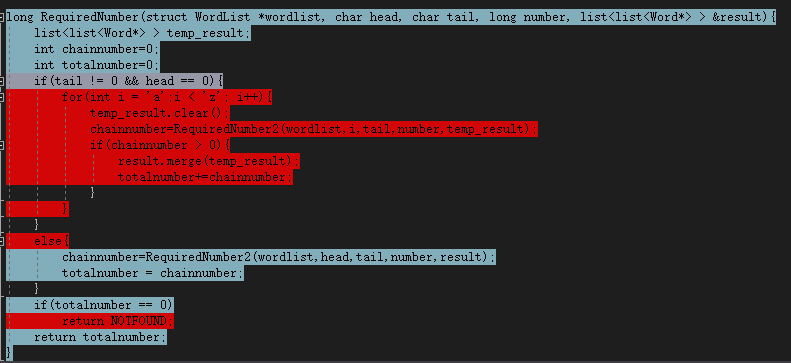 long RequiredNumber(struct WordList *wordlist, char head, char tail, long number, list<list<Word*> > &result){
    list<list<Word*> > temp_result;
    int chainnumber=0;
    int totalnumber=0;
    if(tail != 0 && head == 0){
        for(int i = 'a';i < 'z'; i++){
            temp_result.clear();
            chainnumber=RequiredNumber2(wordlist,i,tail,number,temp_result);
            if(chainnumber > 0){
                result.merge(temp_result);
                totalnumber+=chainnumber;
            }
        }
    }
    else{
        chainnumber=RequiredNumber2(wordlist,head,tail,number,result);
        totalnumber = chainnumber;
    }
    if(totalnumber == 0)
        return NOTFOUND;
    return totalnumber;
}